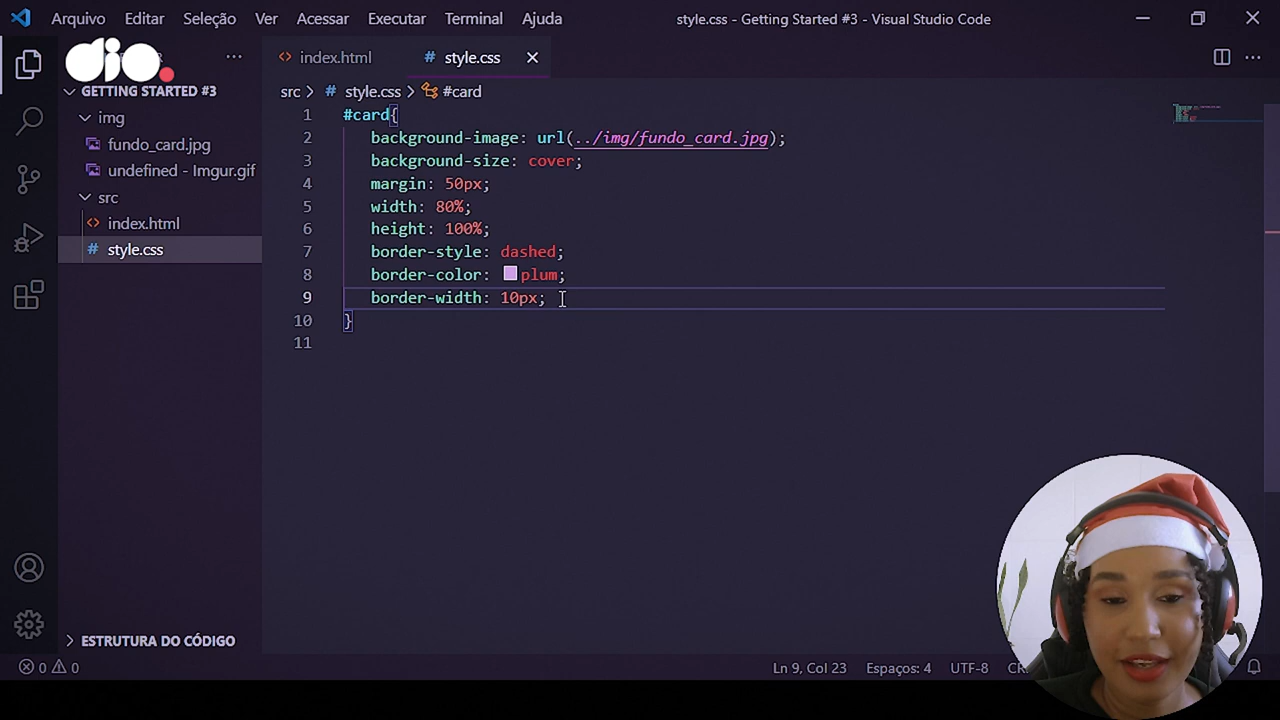 Arquivo Editar Seleção Ver Acessar Executar Terminal Ajuda style.css - Getting Started #3 - Visual Studio Code
dio.
index.html style.css
GETTING STARTED #3
src > style.css > #card
img
fundo_card.jpg
undefined - Imgur.gif
src
index.html
style.css
1 #card{
2 background-image: url(../img/fundo_card.jpg);
3 background-size: cover;
4 margin: 50px;
5 width: 80%;
6 height: 100%;
7 border-style: dashed;
8 border-color: plum;
9 border-width: 10px;
10 }
11
ESTRUTURA DO CÓDIGO
0 0 Ln 9, Col 23 Espaços: 4 UTF-8